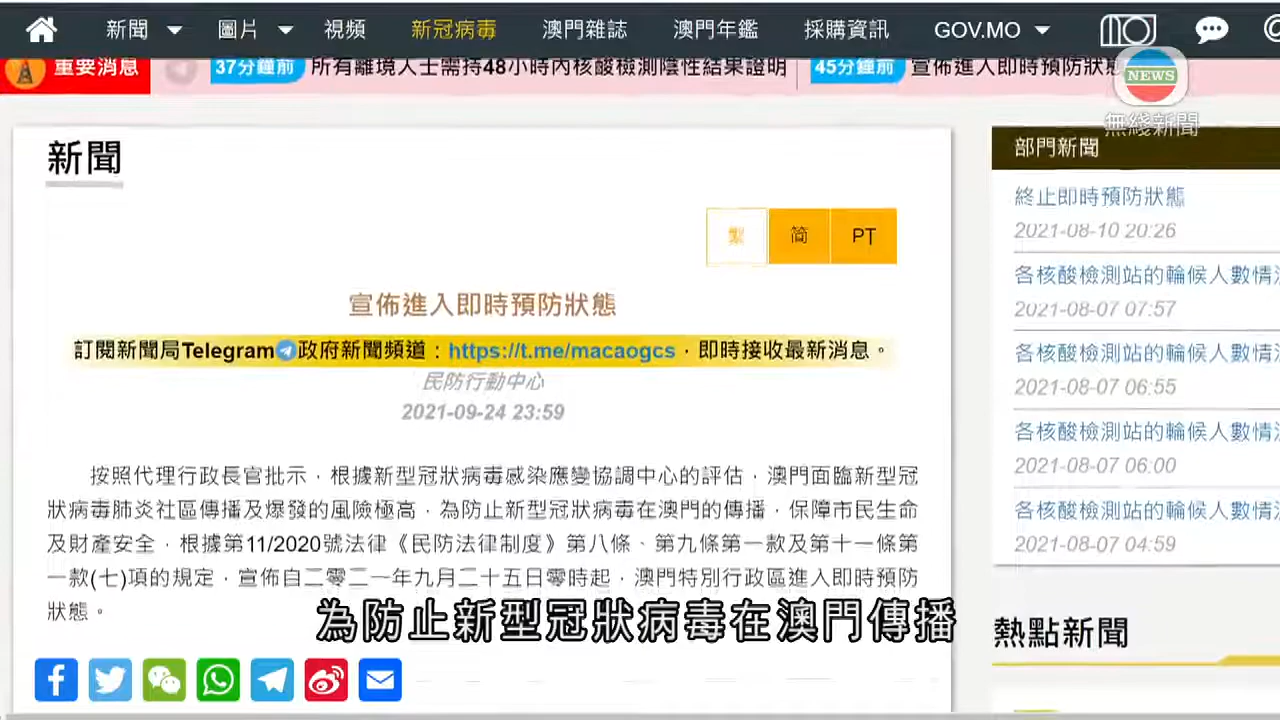 新聞 圖片 視頻 新冠病毒 澳門雜誌 澳門年鑑 採購資訊 GOV.MO
重要消息 37分鐘前 所有離境人士需持48小時內核酸檢測陰性結果證明 45分鐘前 宣佈進入即時預防狀態
NEWS
無綫新聞
新聞
部門新聞
繁 简 PT
終止即時預防狀態
2021-08-10 20:26
各核酸檢測站的輪候人數情況
2021-08-07 07:57
各核酸檢測站的輪候人數情況
2021-08-07 06:55
各核酸檢測站的輪候人數情況
2021-08-07 06:00
各核酸檢測站的輪候人數情況
2021-08-07 04:59
宣佈進入即時預防狀態
訂閱新聞局Telegram政府新聞頻道：https://t.me/macaogcs，即時接收最新消息。
民防行動中心
2021-09-24 23:59
按照代理行政長官批示，根據新型冠狀病毒感染應變協調中心的評估，澳門面臨新型冠
狀病毒肺炎社區傳播及爆發的風險極高，為防止新型冠狀病毒在澳門的傳播，保障市民生命
及財產安全，根據第11/2020號法律《民防法律制度》第八條、第九條第一款及第十一條第
一款(七)項的規定，宣佈自二零二一年九月二十五日零時起，澳門特別行政區進入即時預防
狀態。
為防止新型冠狀病毒在澳門傳播
熱點新聞